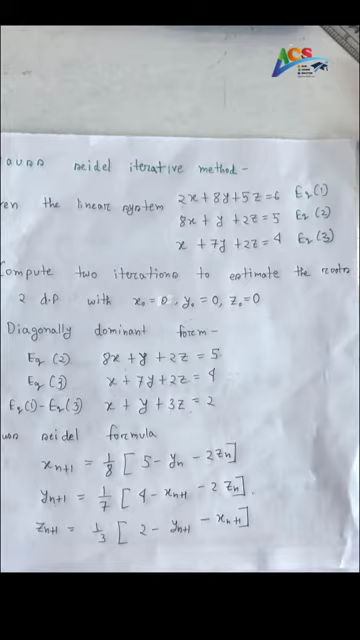 ACS
seidel iterative method -
the linear system 2x+8y+5z=6 Eq(1)
8x+y+2z=5 Eq(2)
x+7y+2z=4 Eq(3)
two iterations to estimate the roots
2 d.p with x₀=0, y₀=0, z₀=0
Diagonally dominant form -
Eq(2) 8x+y+2z=5
Eq(3) x+7y+2z=4
Eq(1)-Eq(3) x+y+3z=2
seidel formula
xₙ₊₁ = 1/8 [5 - yₙ - 2zₙ]
yₙ₊₁ = 1/7 [4 - xₙ₊₁ - 2zₙ].
zₙ₊₁ = 1/3 [2 - yₙ₊₁ - xₙ₊₁]